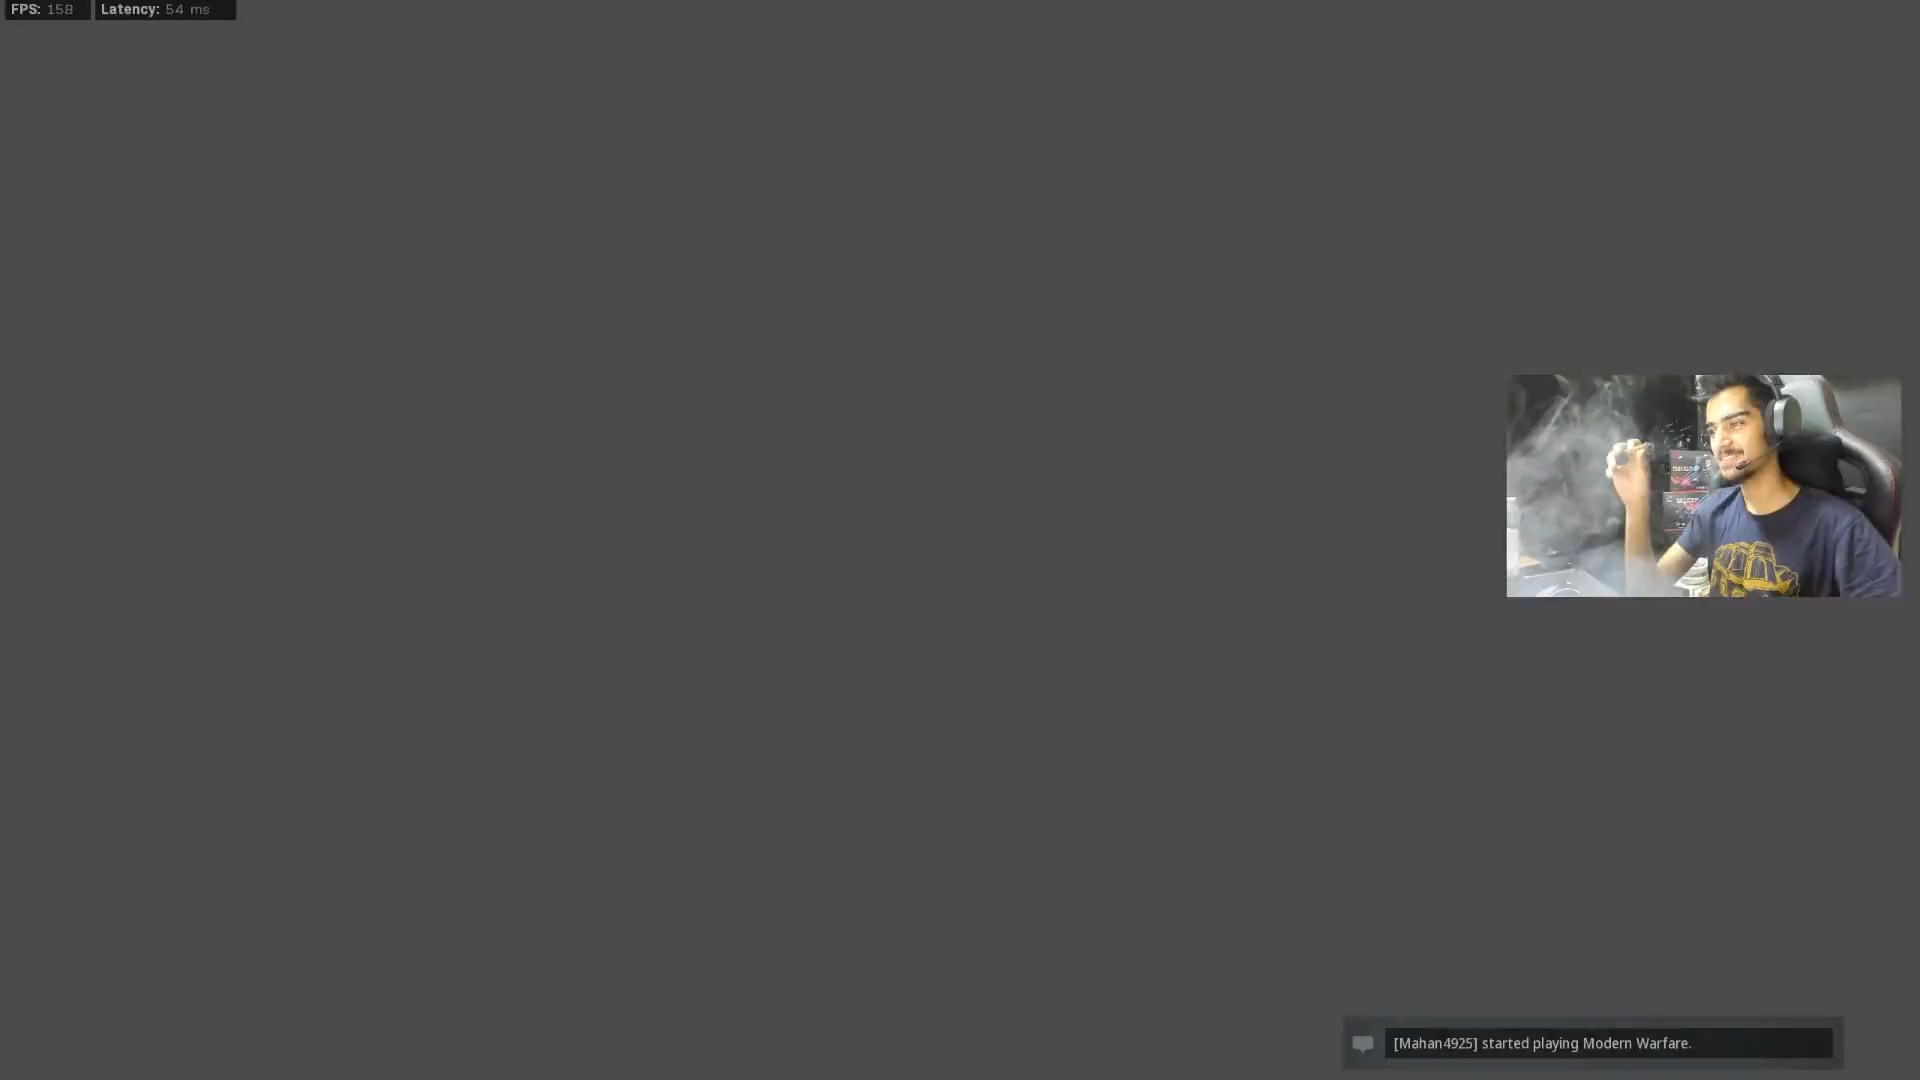 FPS: 158 Latency: 54 ms
[Mahan4925] started playing Modern Warfare.